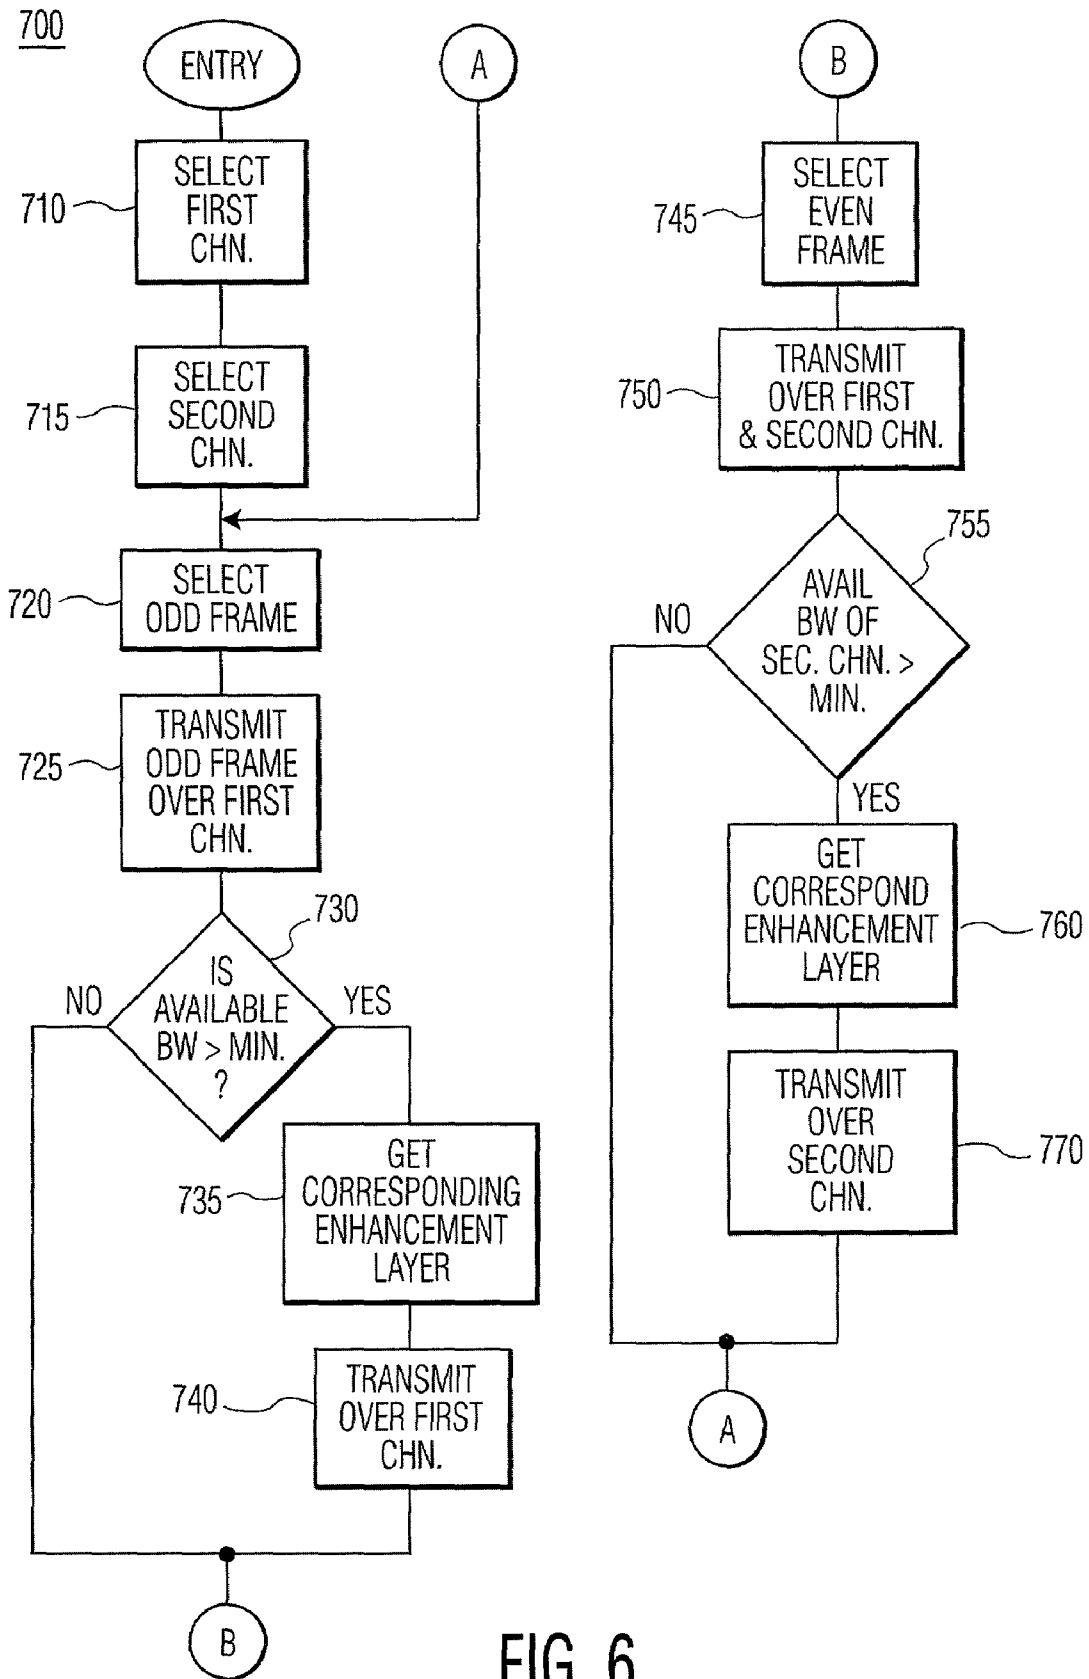 700
ENTRY
SELECT
FIRST
CHN.
710
SELECT
SECOND
CHN.
715
A
SELECT
ODD FRAME
720
TRANSMIT
ODD FRAME
OVER FIRST
CHN.
725
IS
AVAILABLE
BW > MIN.
?
730
NO
YES
GET
CORRESPONDING
ENHANCEMENT
LAYER
735
TRANSMIT
OVER FIRST
CHN.
740
B
B
SELECT
EVEN
FRAME
745
TRANSMIT
OVER FIRST
& SECOND CHN.
750
AVAIL
BW OF
SEC. CHN. >
MIN.
755
NO
YES
GET
CORRESPOND
ENHANCEMENT
LAYER
760
TRANSMIT
OVER
SECOND
CHN.
770
A
FIG. 6